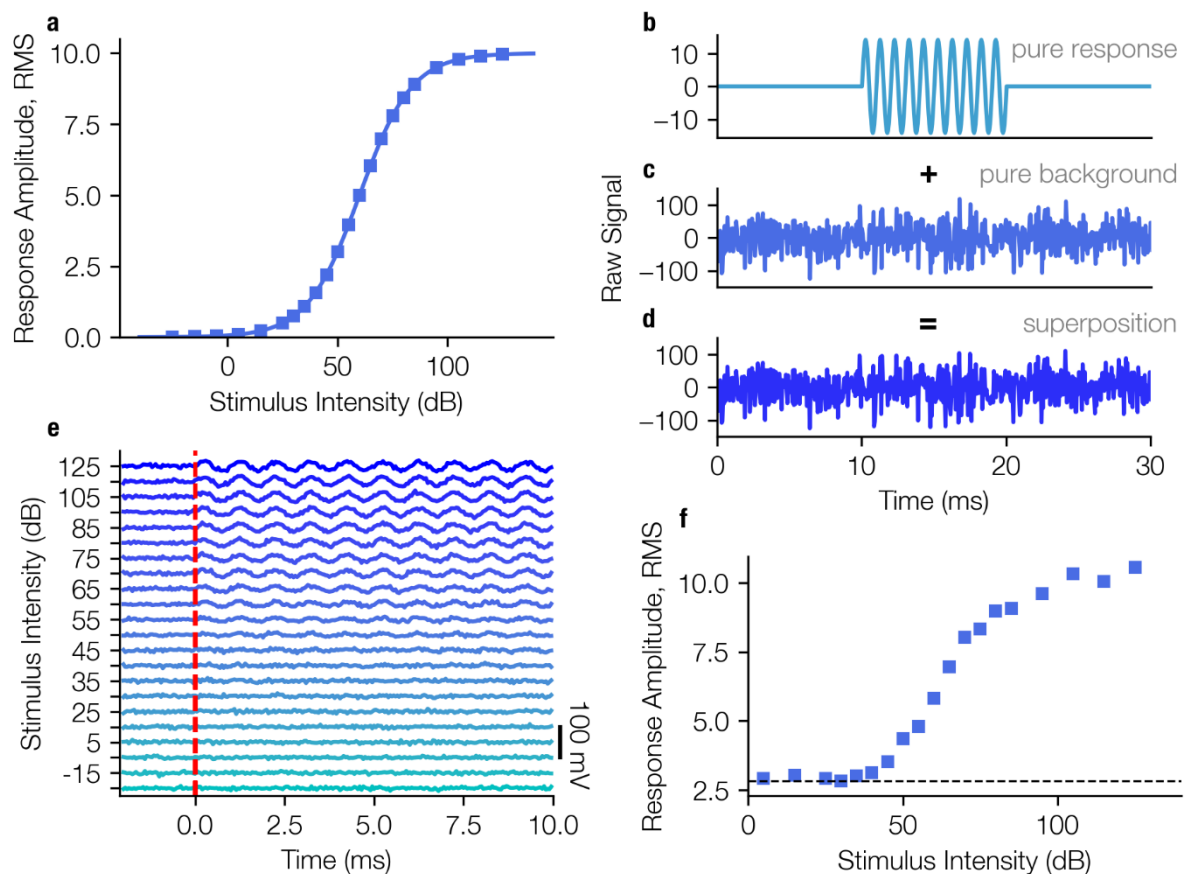 a
Response Amplitude, RMS
10.0
7.5
5.0
2.5
0.0
0 50 100
Stimulus Intensity (dB)
b
pure response
10
0
−10
Raw Signal
c
+ pure background
100
0
−100
d
= superposition
100
0
−100
0 10 20 30
Time (ms)
e
Stimulus Intensity (dB)
125
105
85
75
65
55
45
35
25
5
-15
100 mV
0.0 2.5 5.0 7.5 10.0
Time (ms)
f
Response Amplitude, RMS
10.0
7.5
5.0
2.5
0 50 100
Stimulus Intensity (dB)